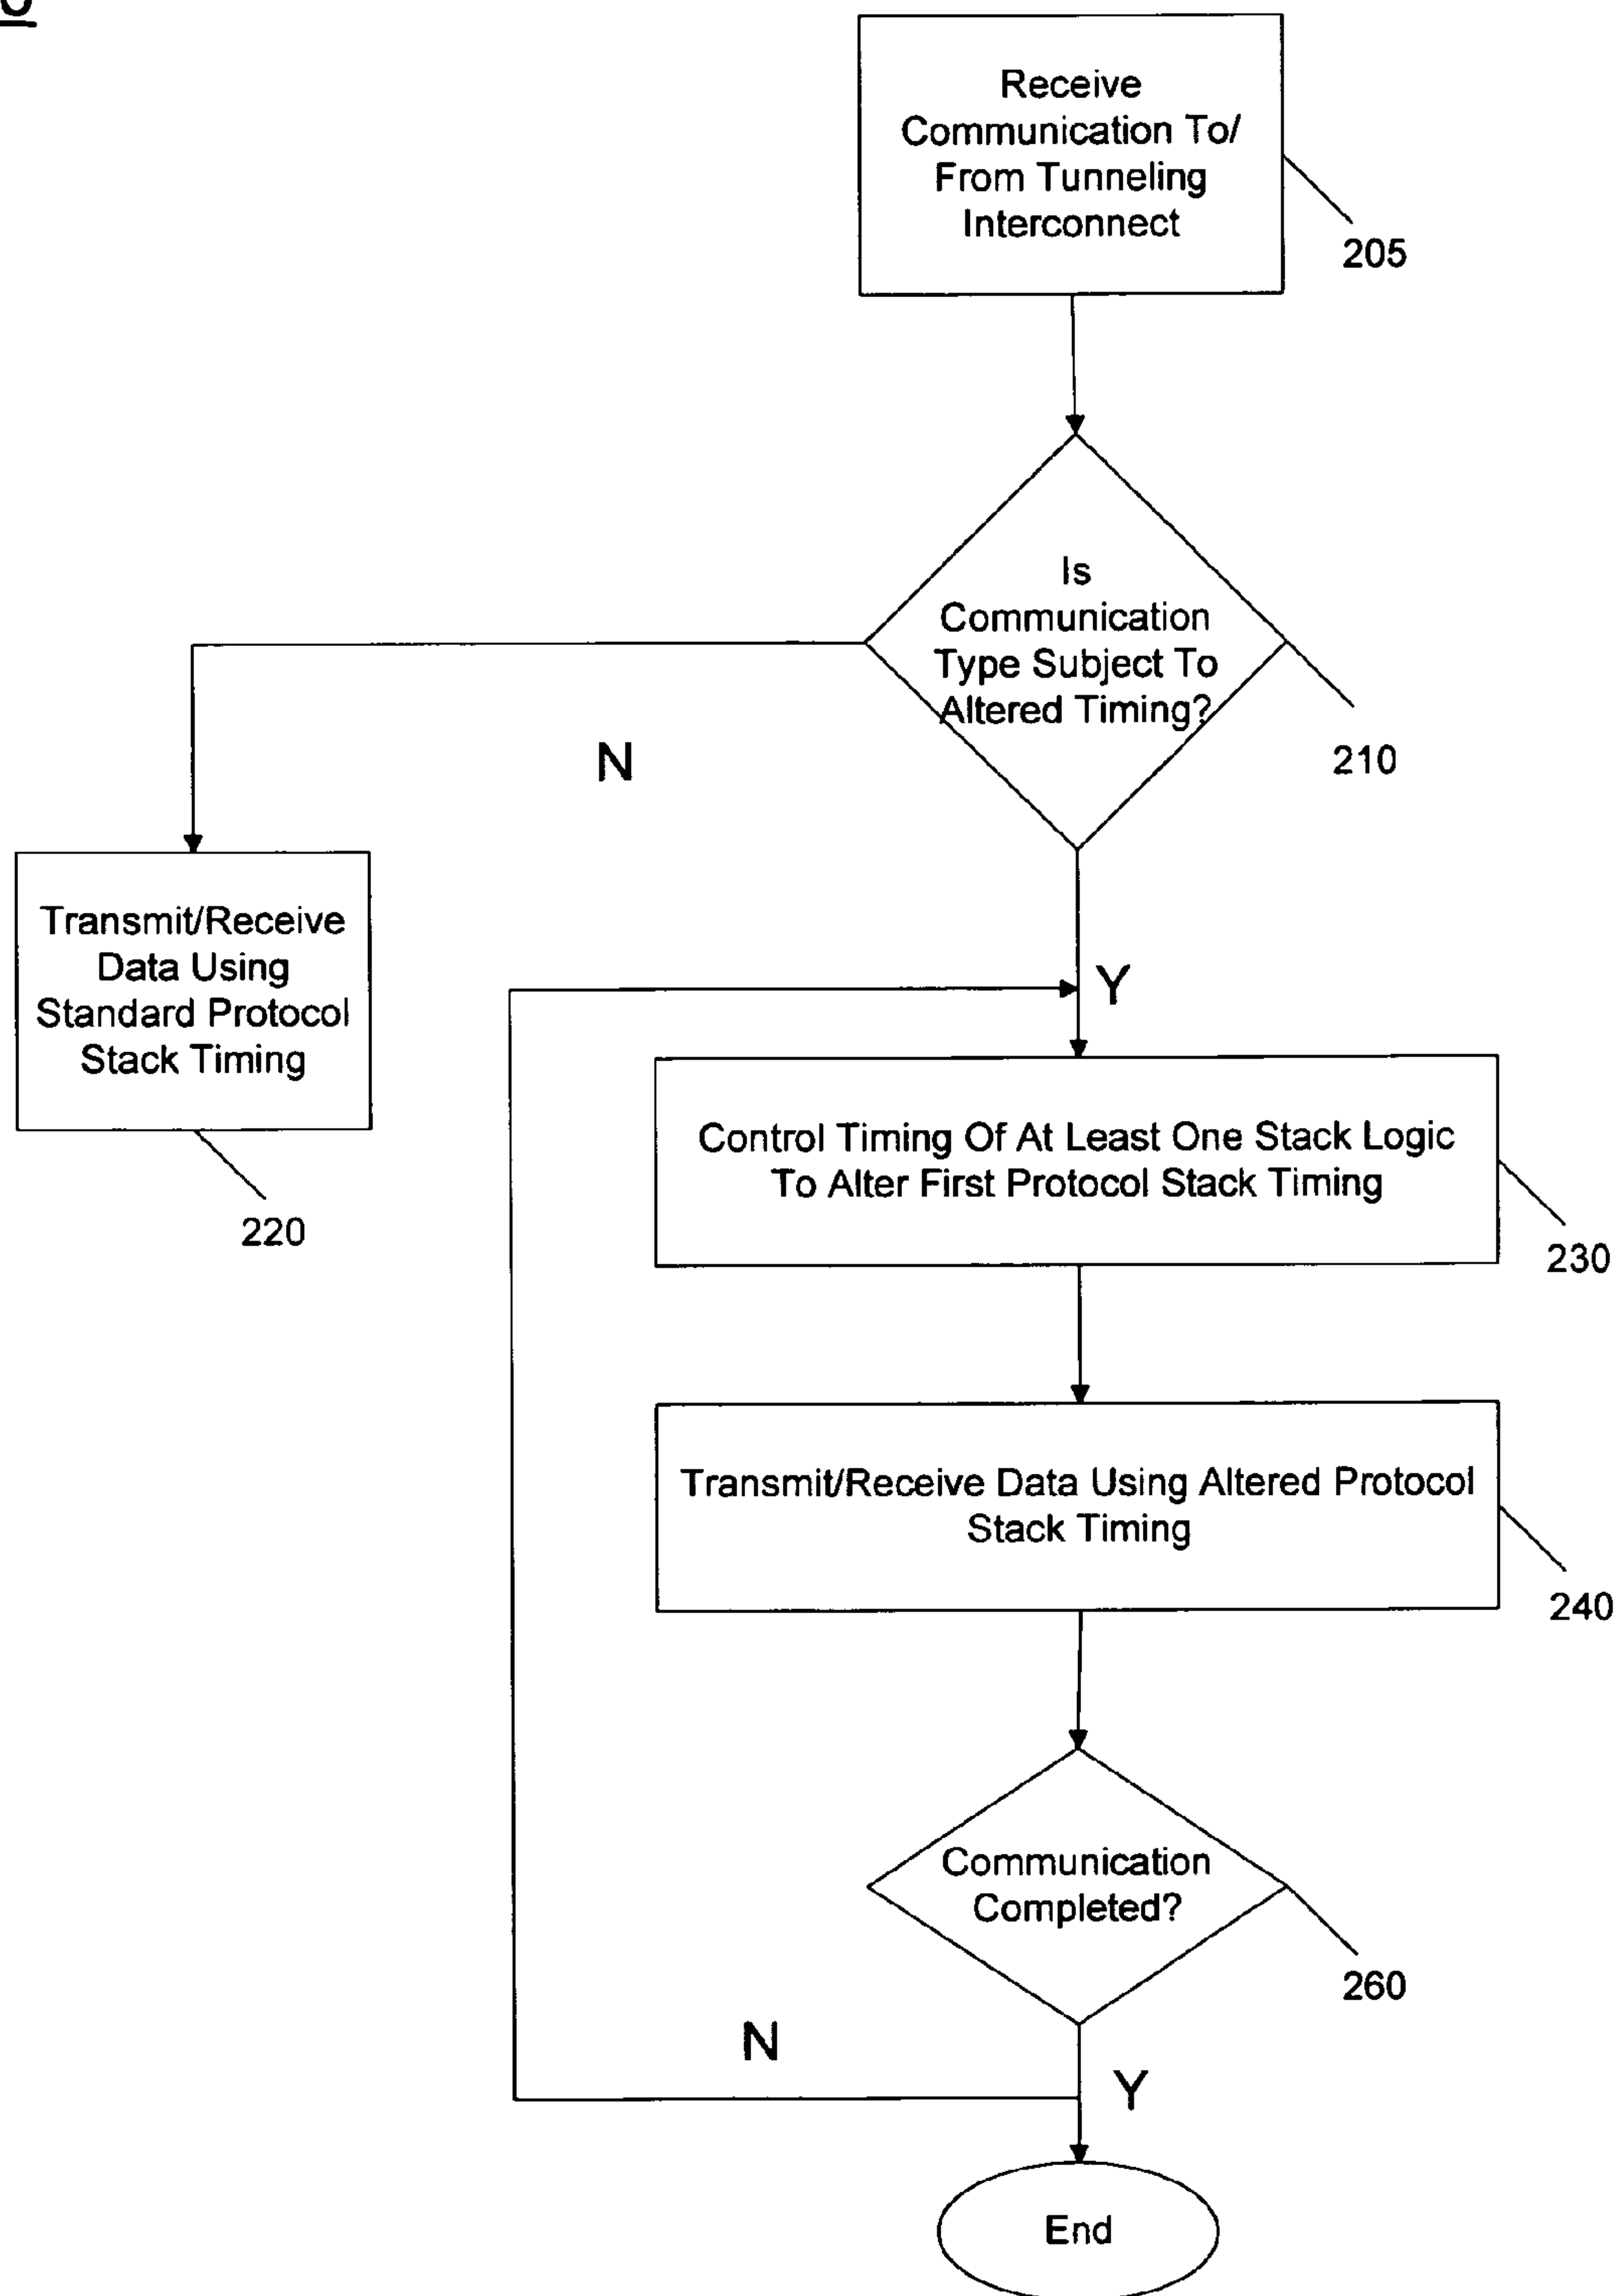 Receive
Communication To/
From Tunneling
Interconnect
205
Is
Communication
Type Subject To
Altered Timing?
210
N
Transmit/Receive
Data Using
Standard Protocol
Stack Timing
220
Y
Control Timing Of At Least One Stack Logic
To Alter First Protocol Stack Timing
230
Transmit/Receive Data Using Altered Protocol
Stack Timing
240
Communication
Completed?
260
N
Y
End